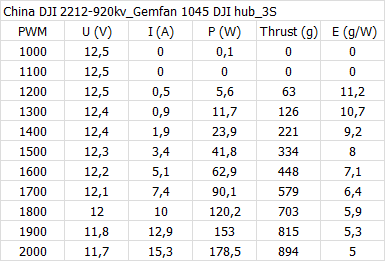 China DJI 2212-920kv_Gemfan 1045 DJI hub_3S
PWM U (V) I (A) P (W) Thrust (g) E (g/W)
1000 12,5 0 0,1 0 0
1100 12,5 0 0 0 0
1200 12,5 0,5 5,6 63 11,2
1300 12,4 0,9 11,7 126 10,7
1400 12,4 1,9 23,9 221 9,2
1500 12,3 3,4 41,8 334 8
1600 12,2 5,1 62,9 448 7,1
1700 12,1 7,4 90,1 579 6,4
1800 12 10 120,2 703 5,9
1900 11,8 12,9 153 815 5,3
2000 11,7 15,3 178,5 894 5